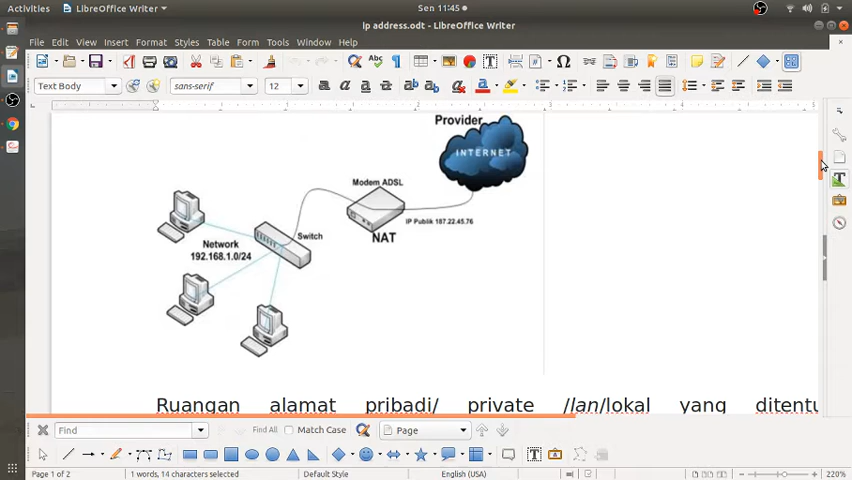 Activities LibreOffice Writer Sen 11:45
ip address.odt - LibreOffice Writer
File Edit View Insert Format Styles Table Form Tools Window Help
Text Body sans-serif 12
Provider
INTERNET
Modem ADSL
IP Publik 187.22.45.76
NAT
Switch
Network
192.168.1.0/24
Ruangan alamat pribadi/ private /lan/lokal yang ditentu
Find Find All Match Case Page
Page 1 of 2 1 words, 14 characters selected Default Style English (USA) 220%